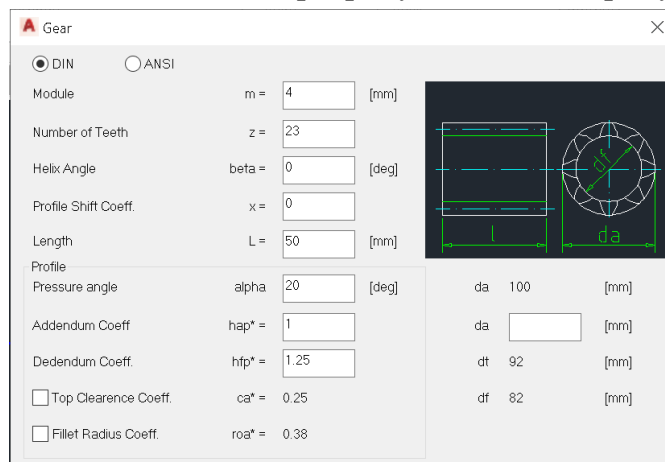 A Gear
DIN ANSI
Module m = 4 [mm]
Number of Teeth z = 23
Helix Angle beta = 0 [deg]
Profile Shift Coeff. x = 0
Length L = 50 [mm]
l da df
Profile
Pressure angle alpha 20 [deg] da 100 [mm]
Addendum Coeff hap* = 1 da [mm]
Dedendum Coeff. hfp* = 1.25 df 92 [mm]
Top Clearence Coeff. ca* = 0.25 df 82 [mm]
Fillet Radius Coeff. roa* = 0.38